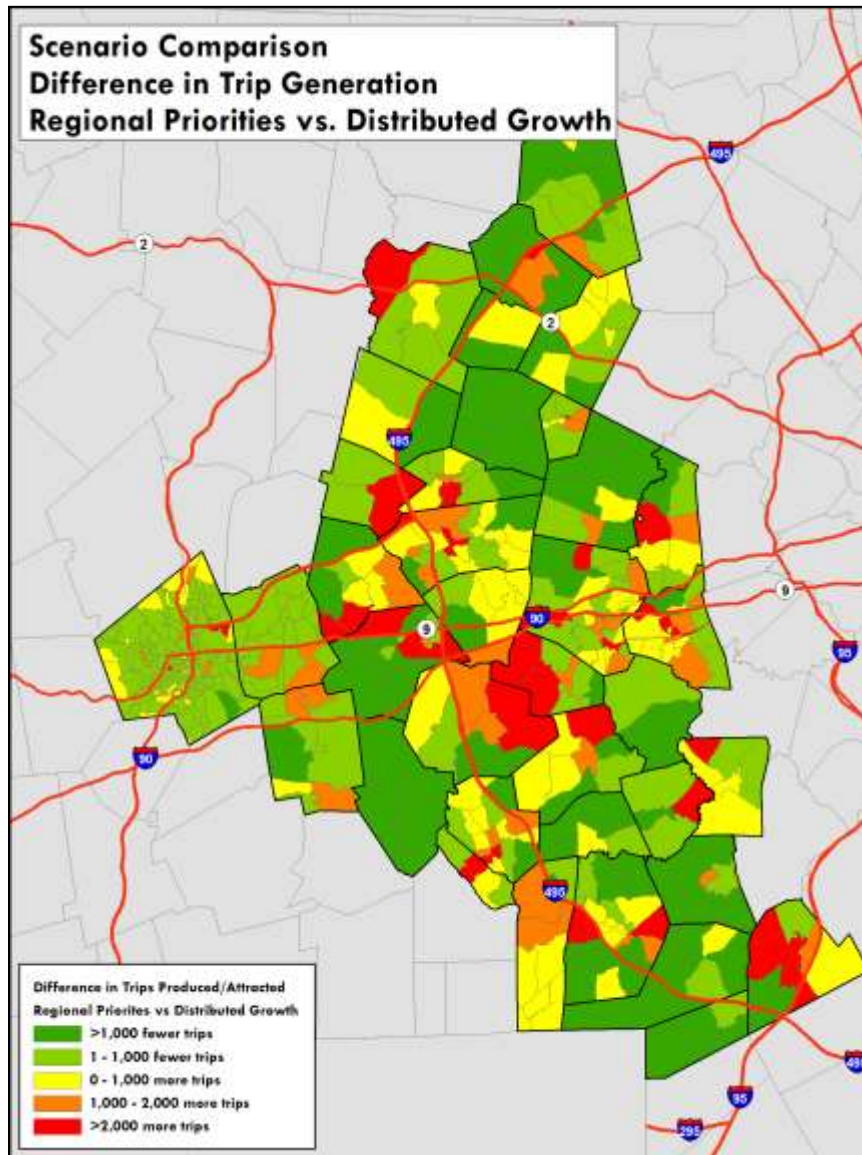 Scenario Comparison
Difference in Trip Generation
Regional Priorities vs. Distributed Growth
495
2
2
495
9
90
9
95
90
495
495
95
295
Difference in Trips Produced/Attracted
Regional Priorites vs Distributed Growth
>1,000 fewer trips
1 - 1,000 fewer trips
0 - 1,000 more trips
1,000 - 2,000 more trips
>2,000 more trips